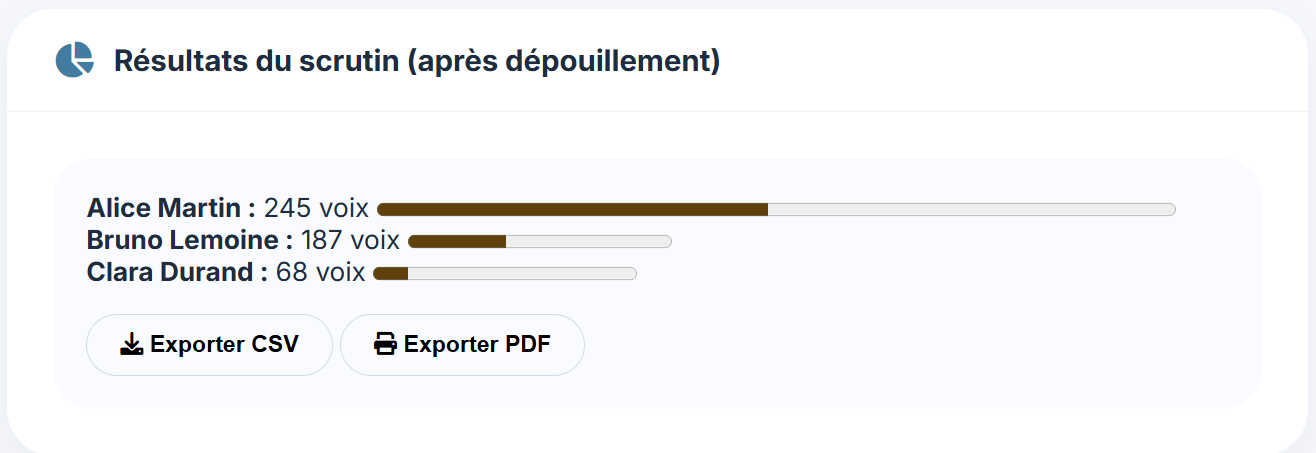 Résultats du scrutin (après dépouillement)
Alice Martin : 245 voix
Bruno Lemoine : 187 voix
Clara Durand : 68 voix
Exporter CSV Exporter PDF